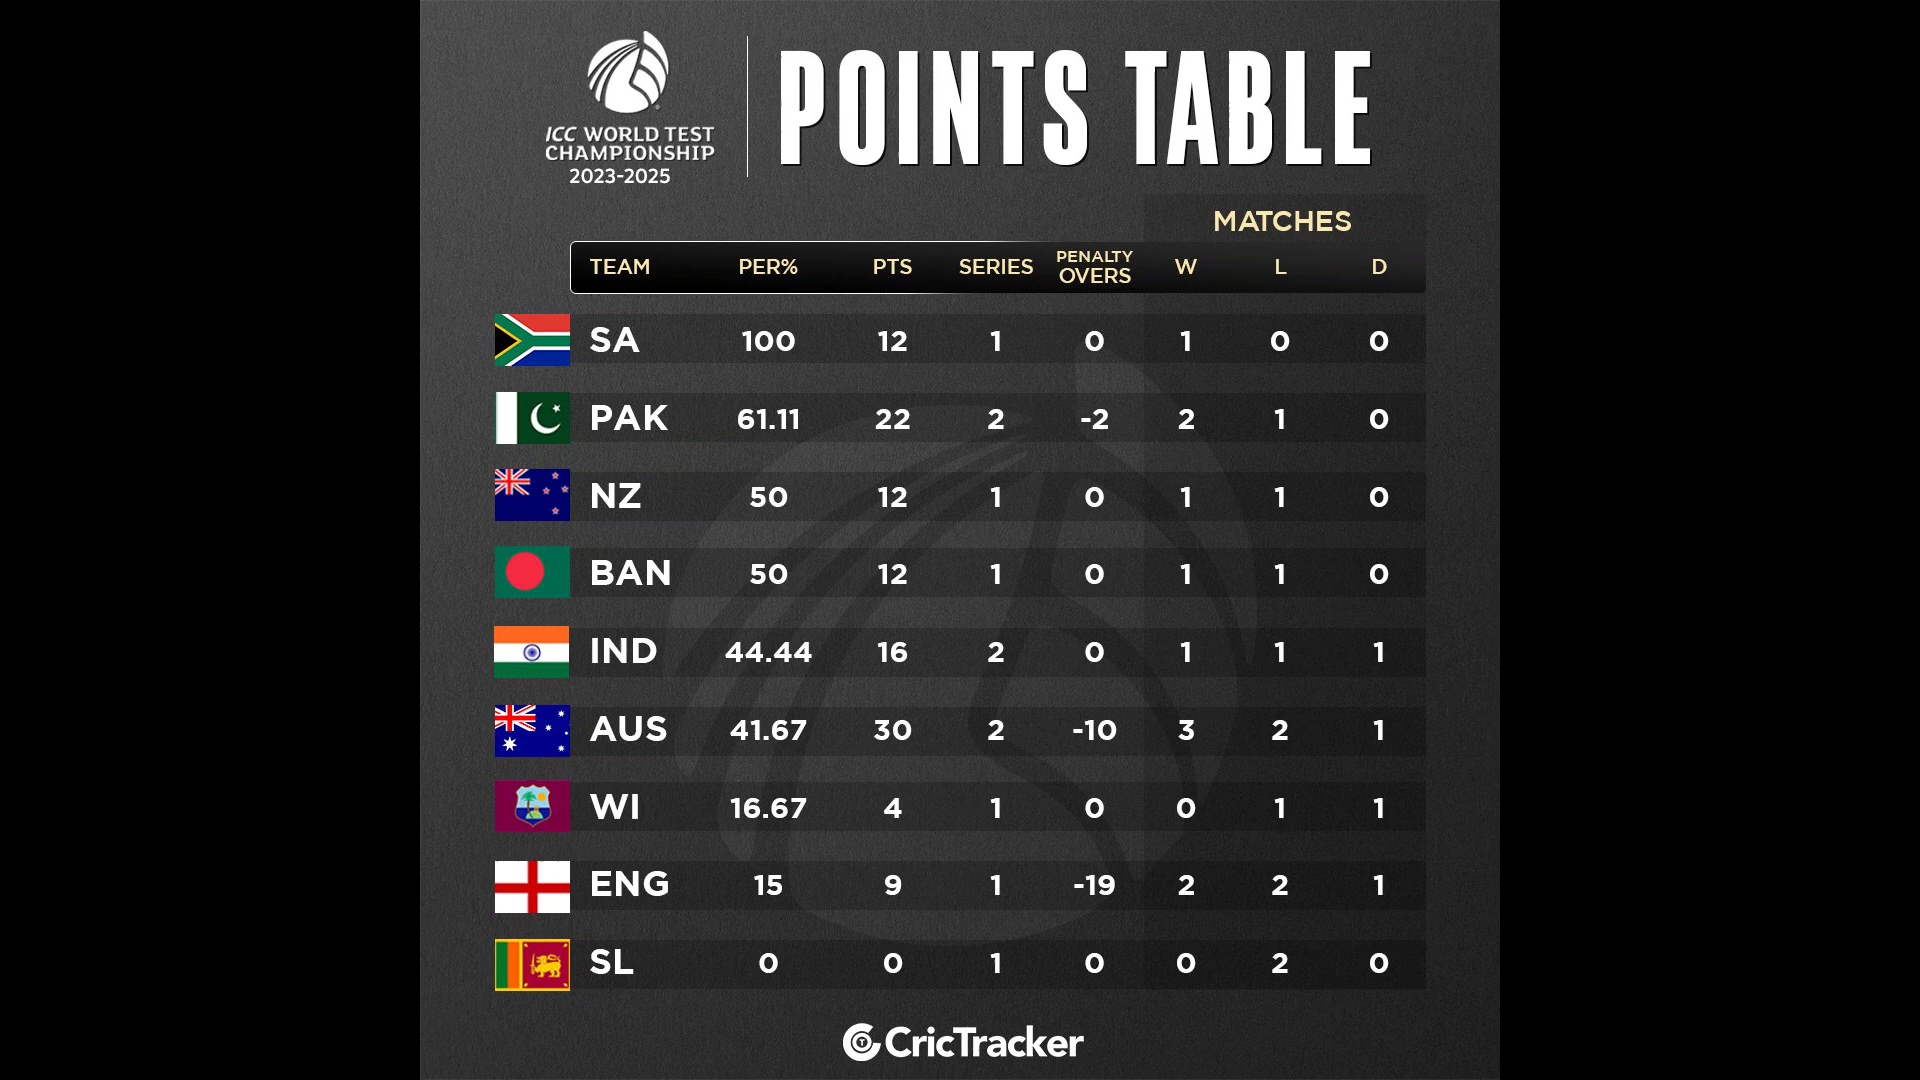 ICC WORLD TEST
CHAMPIONSHIP
2023-2025
POINTS TABLE
MATCHES
TEAM PER% PTS SERIES PENALTY OVERS W L D
SA 100 12 1 0 1 0 0
PAK 61.11 22 2 -2 2 1 0
NZ 50 12 1 0 1 1 0
BAN 50 12 1 0 1 1 0
IND 44.44 16 2 0 1 1 1
AUS 41.67 30 2 -10 3 2 1
WI 16.67 4 1 0 0 1 1
ENG 15 9 1 -19 2 2 1
SL 0 0 1 0 0 2 0
CricTracker